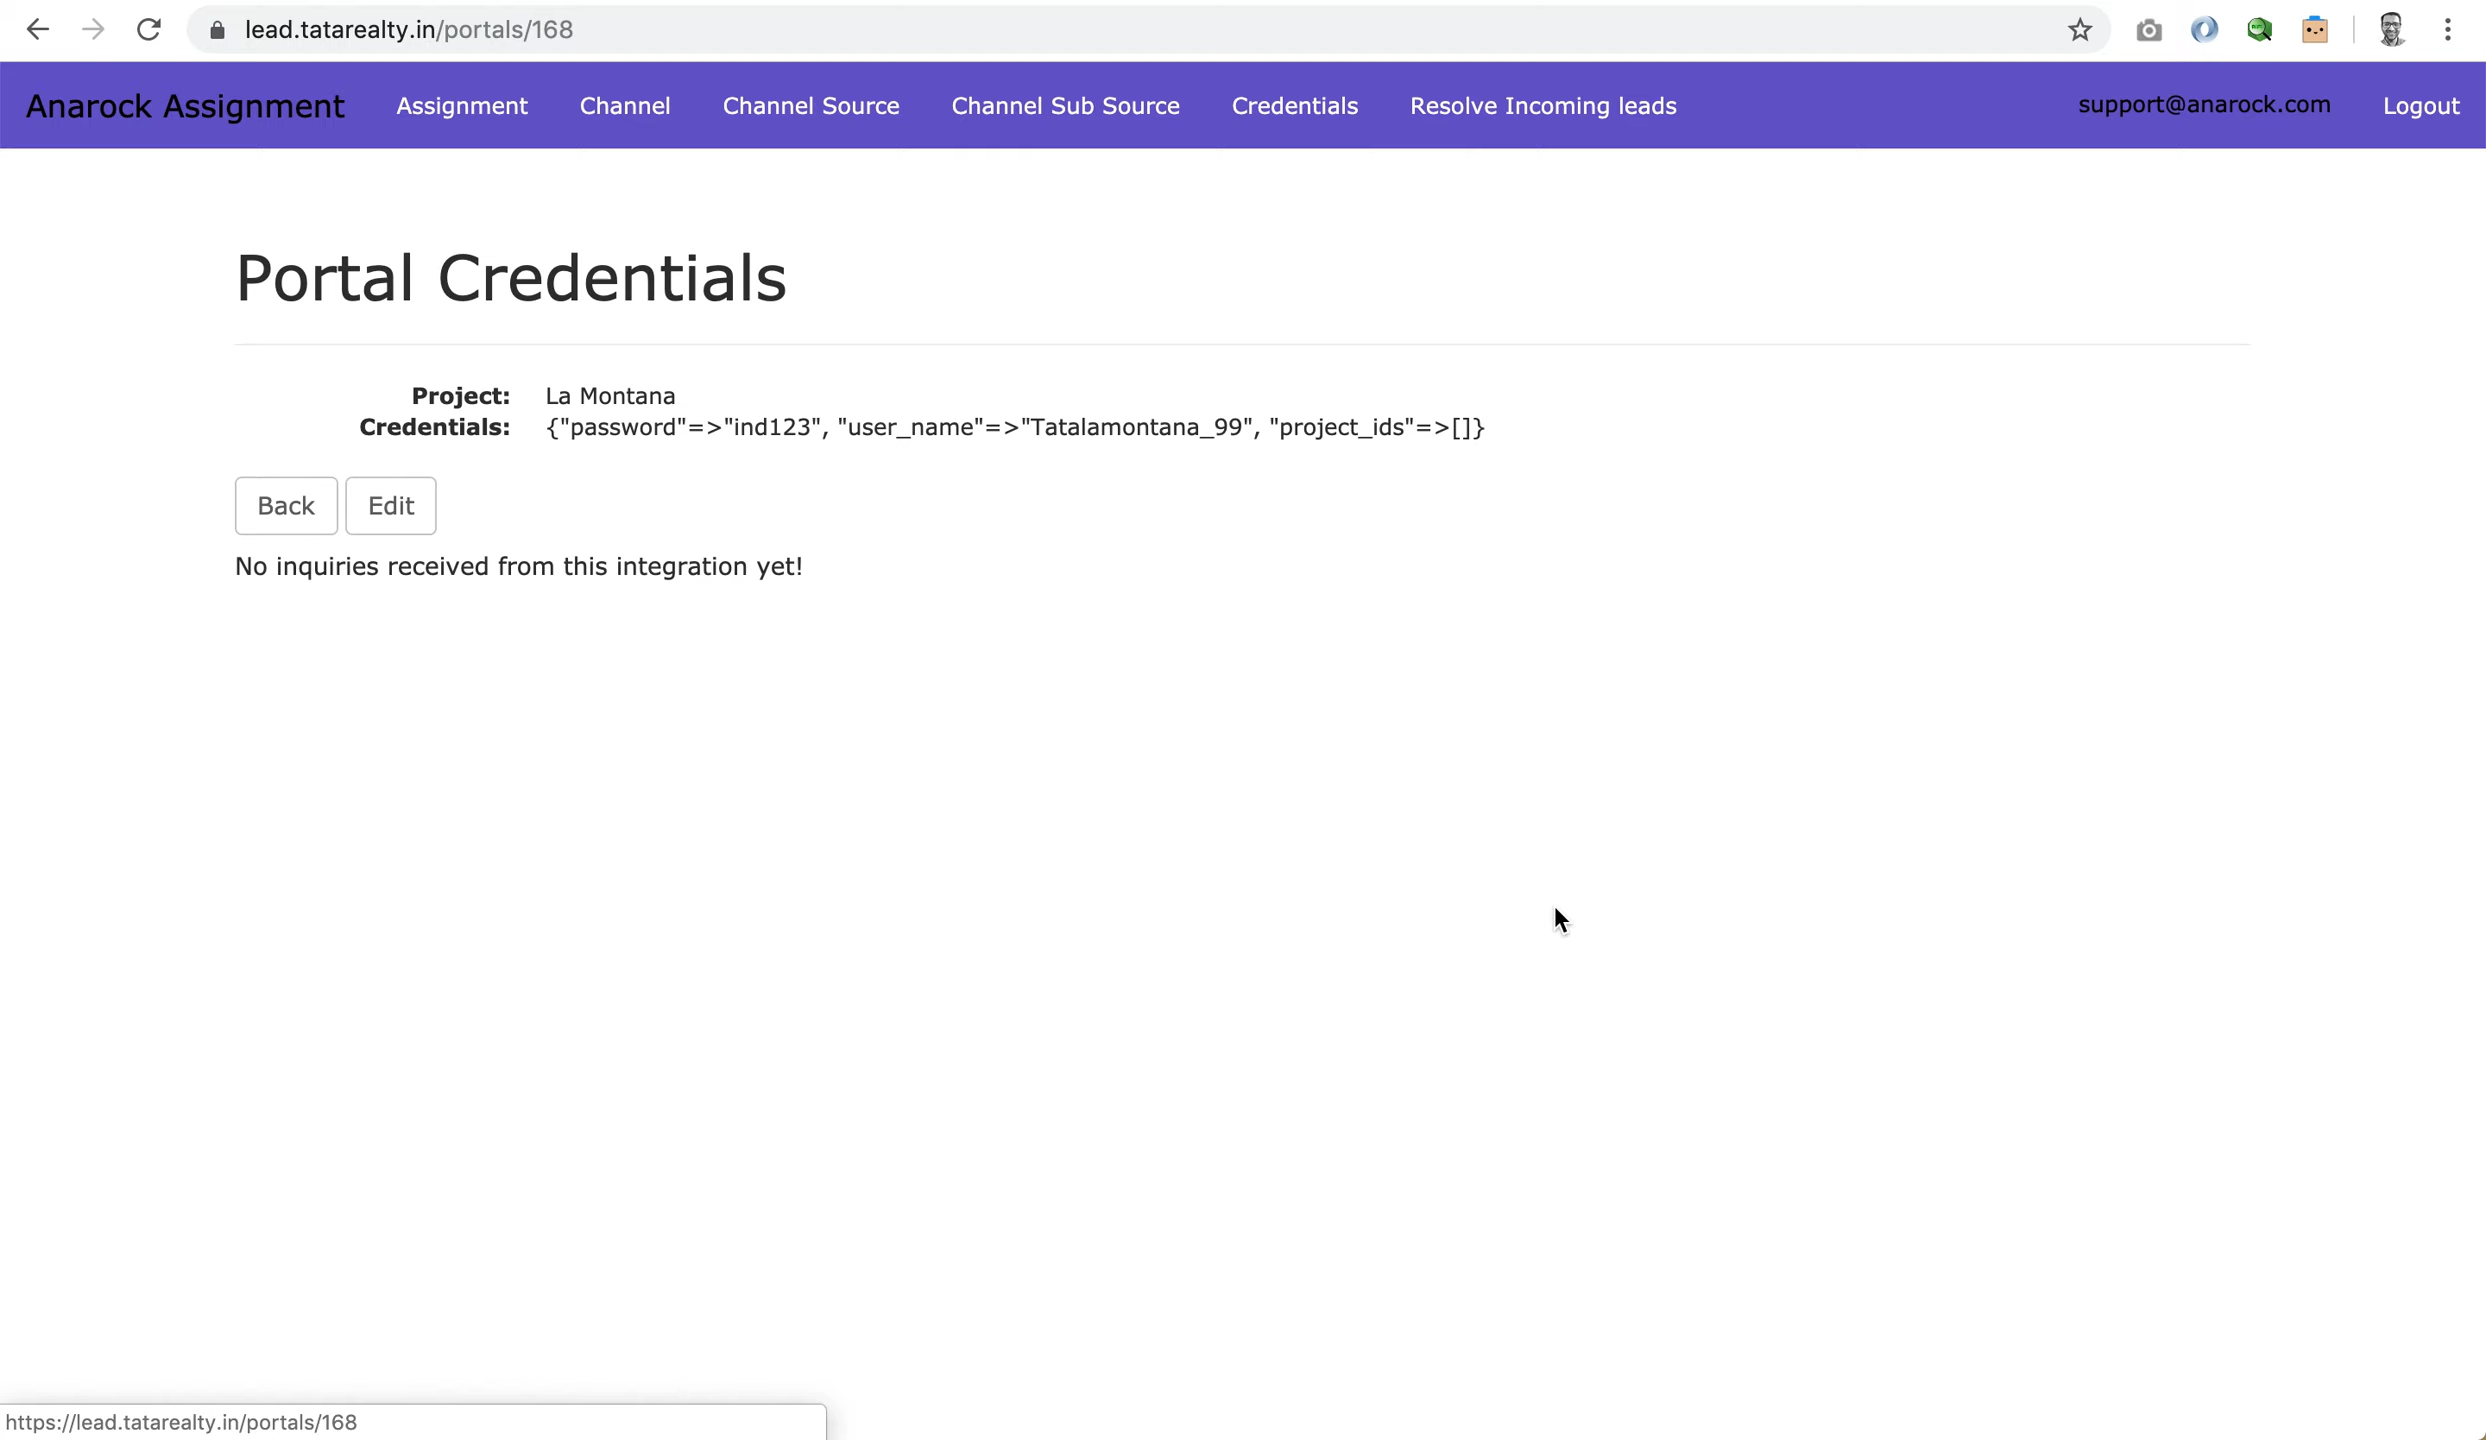 lead.tatarealty.in/portals/168
Anarock Assignment Assignment Channel Channel Source Channel Sub Source Credentials Resolve Incoming leads support@anarock.com Logout
Portal Credentials
Project: La Montana
Credentials: {"password"=>"ind123", "user_name"=>"Tatalamontana_99", "project_ids"=>[]}
Back Edit
No inquiries received from this integration yet!
https://lead.tatarealty.in/portals/168